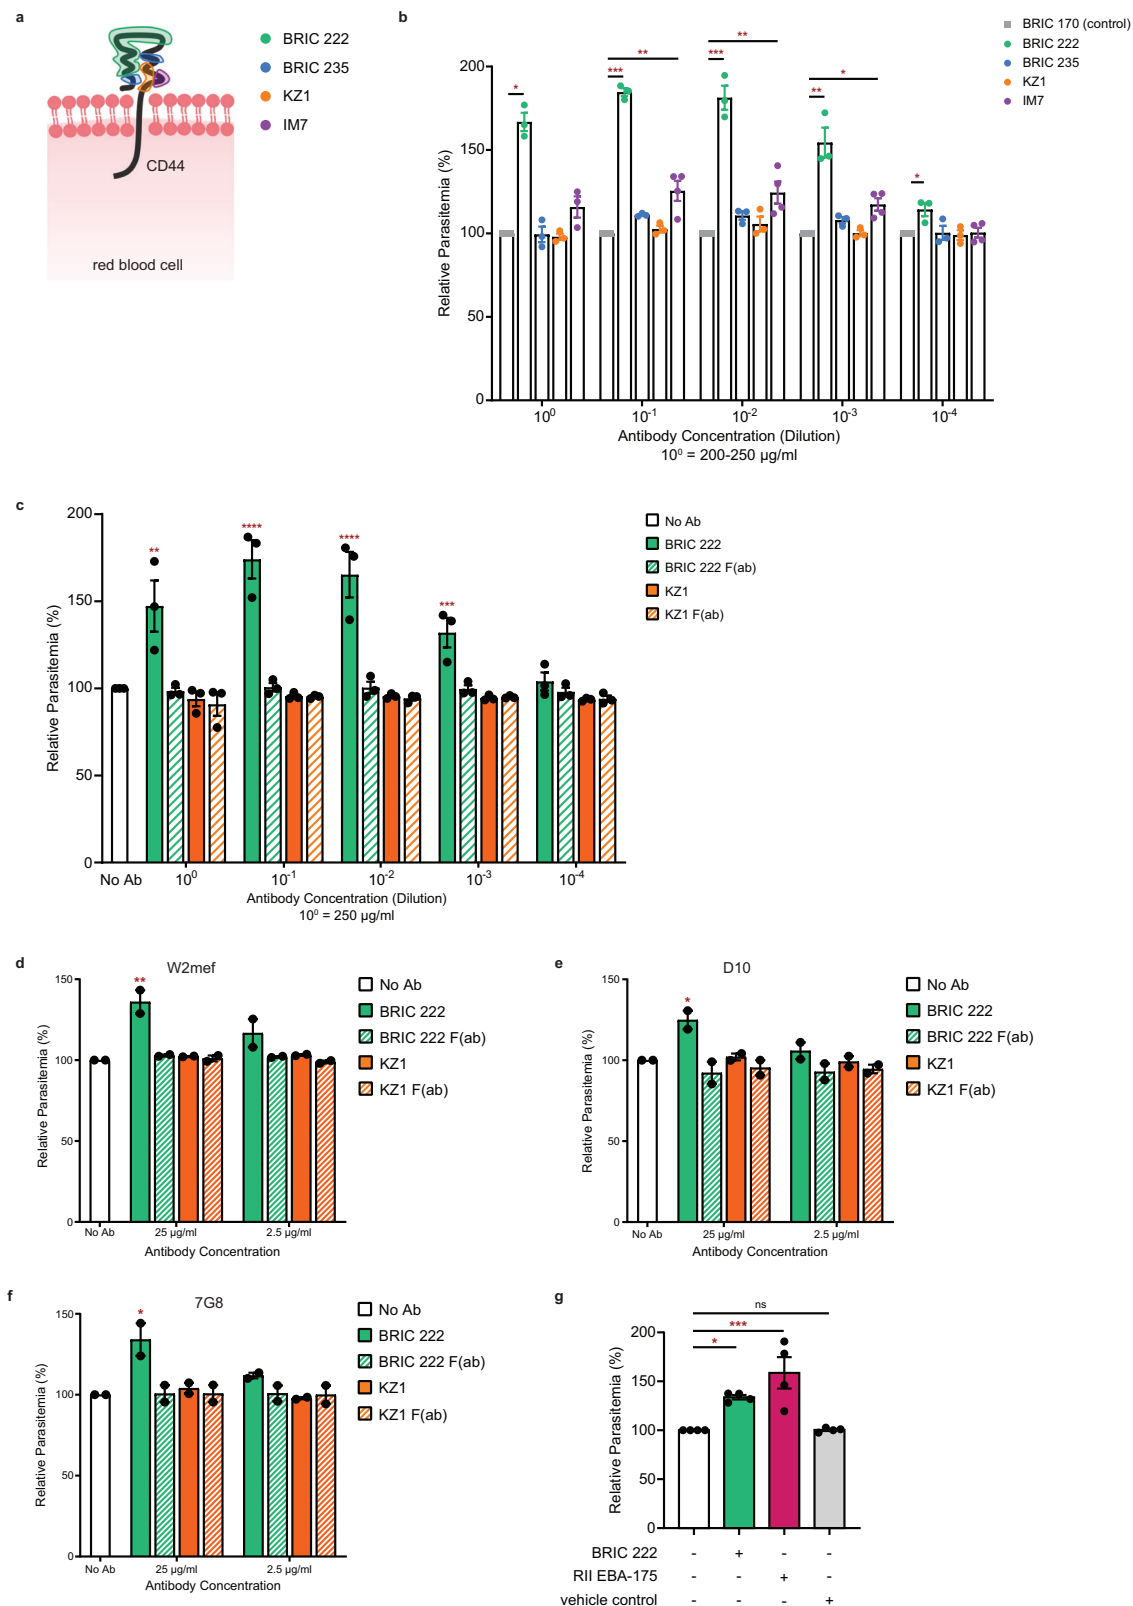 a
BRIC 222
BRIC 235
KZ1
IM7
CD44
red blood cell
b
BRIC 170 (control)
BRIC 222
BRIC 235
KZ1
IM7
Relative Parasitemia (%)
200
150
100
50
0
*
***
**
***
**
**
*
*
10⁰ 10⁻¹ 10⁻² 10⁻³ 10⁻⁴
Antibody Concentration (Dilution)
10⁰ = 200-250 µg/ml
c
Relative Parasitemia (%)
200
150
100
50
0
**
****
****
***
No Ab 10⁰ 10⁻¹ 10⁻² 10⁻³ 10⁻⁴
Antibody Concentration (Dilution)
10⁰ = 250 µg/ml
No Ab
BRIC 222
BRIC 222 F(ab)
KZ1
KZ1 F(ab)
d
W2mef
Relative Parasitemia (%)
150
100
50
0
**
No Ab 25 µg/ml 2.5 µg/ml
Antibody Concentration
No Ab
BRIC 222
BRIC 222 F(ab)
KZ1
KZ1 F(ab)
e
D10
Relative Parasitemia (%)
150
100
50
0
*
No Ab 25 µg/ml 2.5 µg/ml
Antibody Concentration
No Ab
BRIC 222
BRIC 222 F(ab)
KZ1
KZ1 F(ab)
f
7G8
Relative Parasitemia (%)
150
100
50
0
*
No Ab 25 µg/ml 2.5 µg/ml
Antibody Concentration
No Ab
BRIC 222
BRIC 222 F(ab)
KZ1
KZ1 F(ab)
g
Relative Parasitemia (%)
200
150
100
50
0
ns
***
*
BRIC 222 - + - -
RII EBA-175 - - + -
vehicle control - - - +